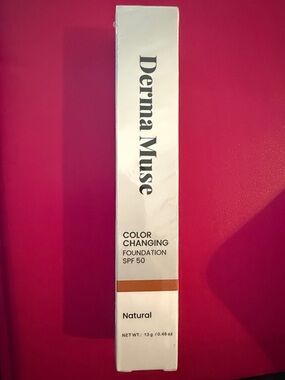 Derma Muse
COLOR
CHANGING
FOUNDATION
SPF 50
Natural
NET WT.: 13 g / 0.46 oz